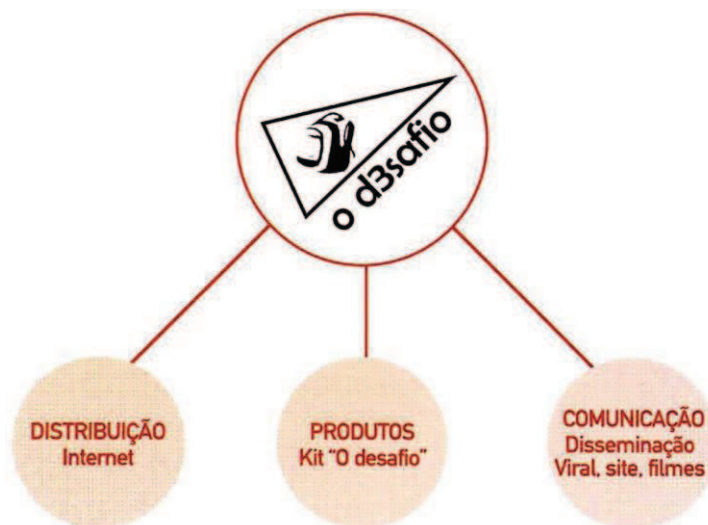 o d3safio
DISTRIBUIÇÃO
Internet
PRODUTOS
Kit "O desafio"
COMUNICAÇÃO
Disseminação
Viral, site, filmes